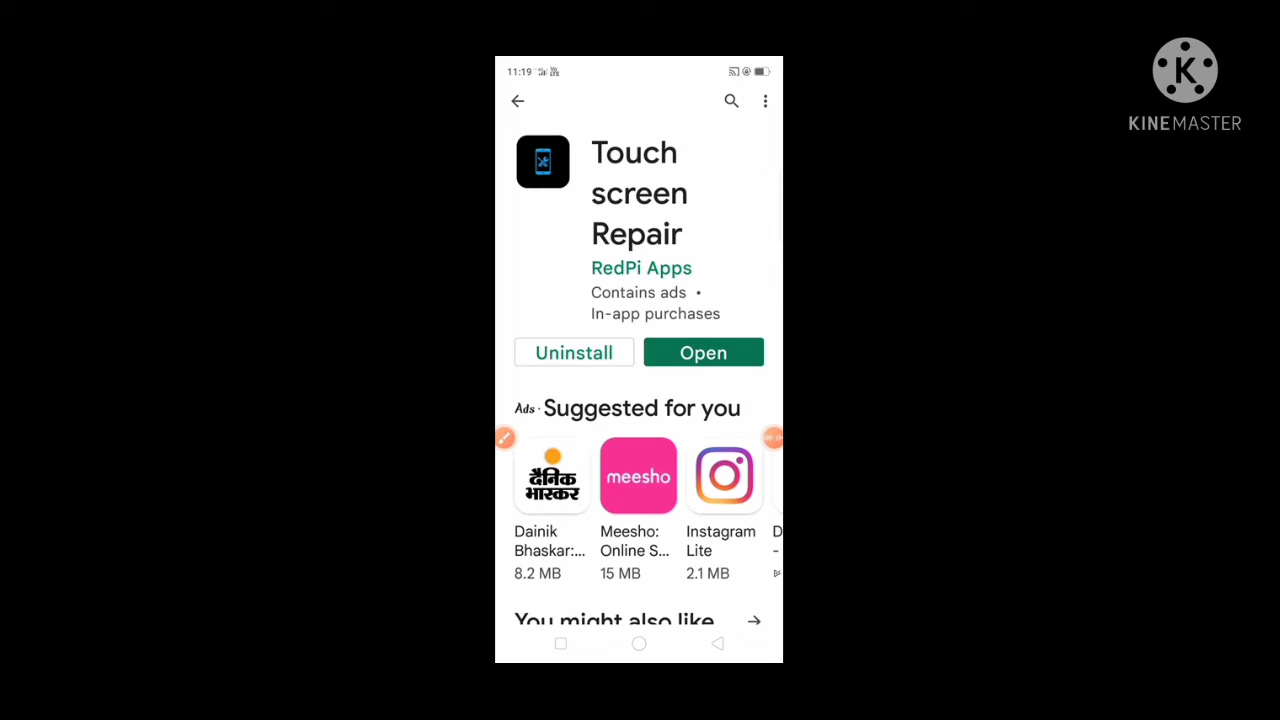 11:19
KINEMASTER
Touch
screen
Repair
RedPi Apps
Contains ads •
In-app purchases
Uninstall
Open
Ads · Suggested for you
दैनिक
भास्कर
meesho
Dainik
Bhaskar:...
8.2 MB
Meesho:
Online S...
15 MB
Instagram
Lite
2.1 MB
D
-
You might also like